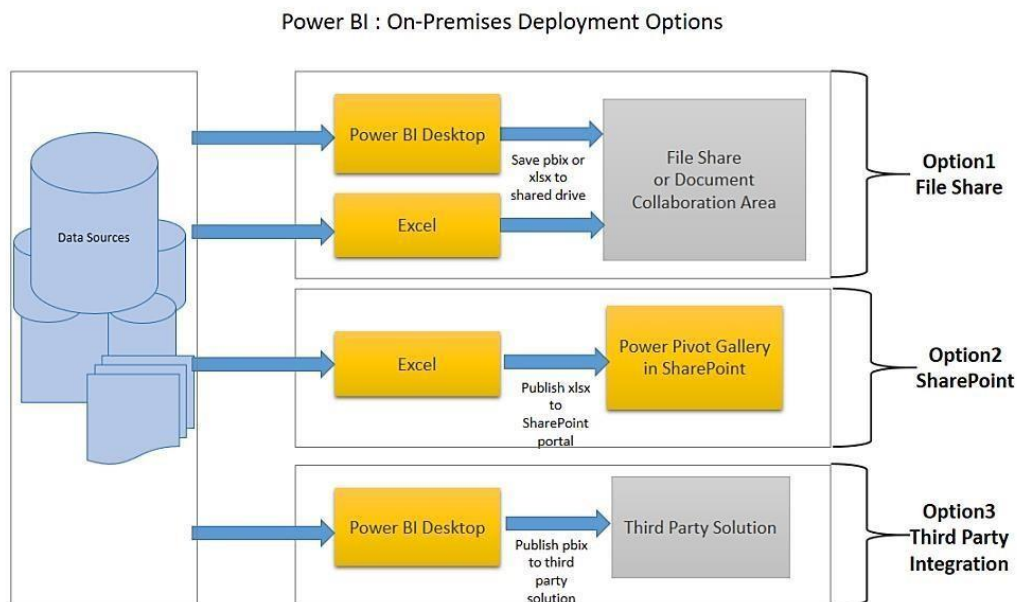 Power BI : On-Premises Deployment Options
Data Sources
Power BI Desktop
Save pbix or
xlsx to
shared drive
Excel
File Share
or Document
Collaboration Area
Option1
File Share
Excel
Publish xlsx
to
SharePoint
portal
Power Pivot Gallery
in SharePoint
Option2
SharePoint
Power BI Desktop
Publish pbix
to third
party
solution
Third Party Solution
Option3
Third Party
Integration